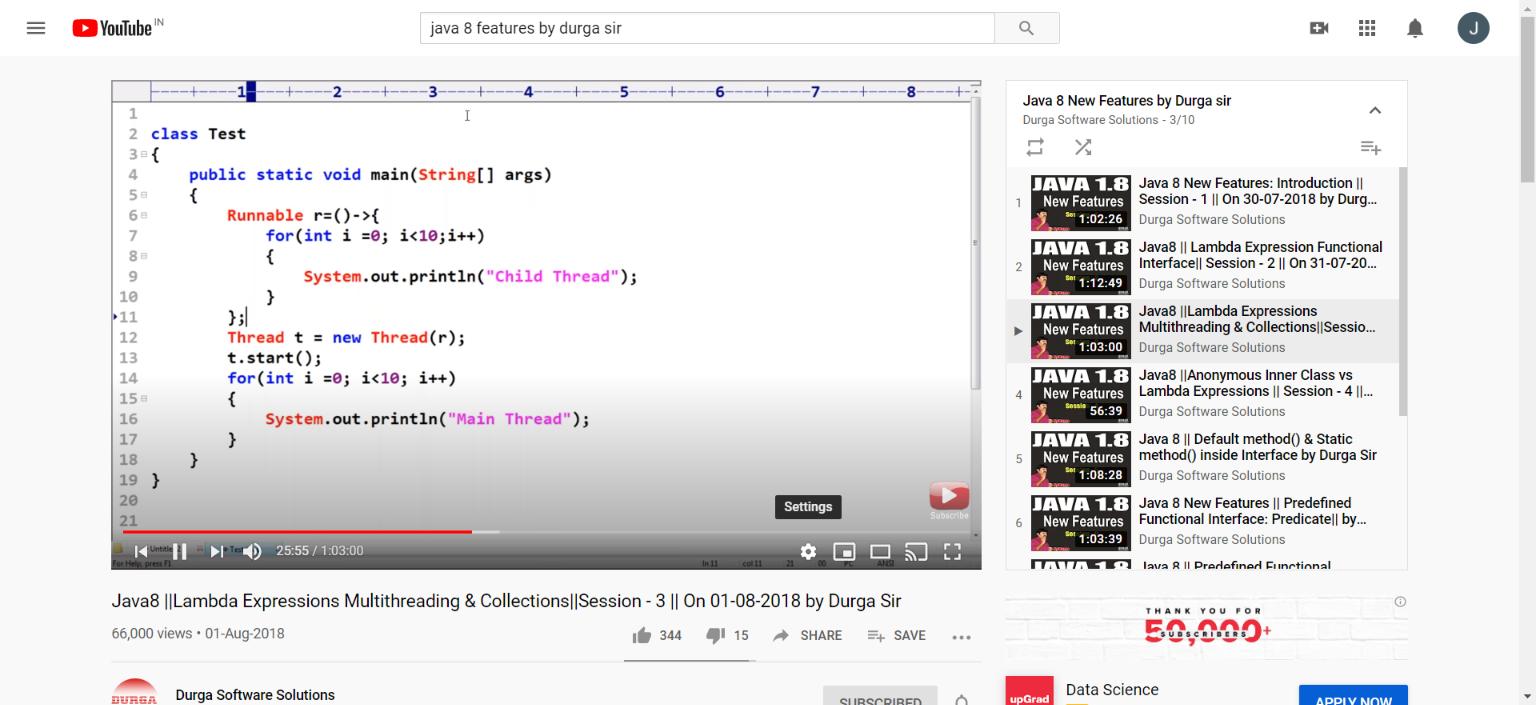 YouTube IN
java 8 features by durga sir
J
1 2 3 4 5 6 7 8
1
2 class Test
3 {
4 public static void main(String[] args)
5 {
6 Runnable r=()->{
7 for(int i =0; i<10;i++)
8 {
9 System.out.println("Child Thread");
10 }
11 };
12 Thread t = new Thread(r);
13 t.start();
14 for(int i =0; i<10; i++)
15 {
16 System.out.println("Main Thread");
17 }
18 }
19 }
20
21
Settings
Subscribe
25:55 / 1:03:00
For Help, press F1
Java8 ||Lambda Expressions Multithreading & Collections||Session - 3 || On 01-08-2018 by Durga Sir
66,000 views • 01-Aug-2018
344 15 SHARE SAVE
DURGA
Durga Software Solutions
SUBSCRIBED
Java 8 New Features by Durga sir
Durga Software Solutions - 3/10
1
JAVA 1.8
New Features
1:02:26
Java 8 New Features: Introduction ||
Session - 1 || On 30-07-2018 by Durg...
Durga Software Solutions
2
JAVA 1.8
New Features
1:12:49
Java8 || Lambda Expression Functional
Interface|| Session - 2 || On 31-07-20...
Durga Software Solutions
JAVA 1.8
New Features
1:03:00
Java8 ||Lambda Expressions
Multithreading & Collections||Sessio...
Durga Software Solutions
4
JAVA 1.8
New Features
56:39
Java8 ||Anonymous Inner Class vs
Lambda Expressions || Session - 4 ||...
Durga Software Solutions
5
JAVA 1.8
New Features
1:08:28
Java 8 || Default method() & Static
method() inside Interface by Durga Sir
Durga Software Solutions
6
JAVA 1.8
New Features
1:03:39
Java 8 New Features || Predefined
Functional Interface: Predicate|| by...
Durga Software Solutions
JAVA 1.8
Java 8 || Predefined Functional
THANK YOU FOR
50,000+
SUBSCRIBERS
upGrad
Data Science
APPLY NOW